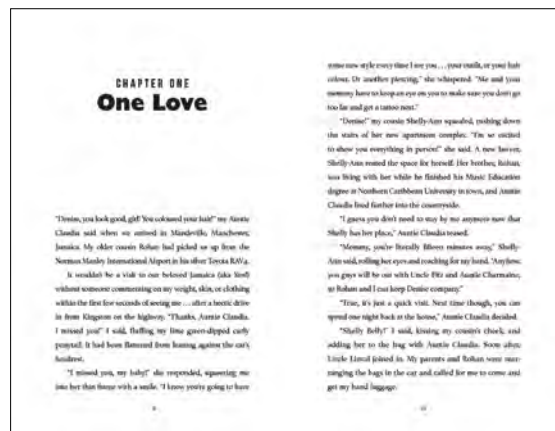 CHAPTER ONE
One Love
"Denise, you look good, girl! You coloured your hair!" my Auntie
Claudia said when we arrived in Mandeville, Manchester,
Jamaica. My older cousin Rohan had picked us up from the
Norman Manley International Airport in his silver Toyota RAV4.
It wouldn't be a visit to our beloved Jamaica (aka Yard)
without someone commenting on my weight, skin, or clothing
within the first few seconds of seeing me ... after a hectic drive
in from Kingston on the highway. "Thanks, Auntie Claudia.
I missed you!" I said, fluffing my lime green-dipped curly
ponytail. It had been flattened from leaning against the car's
headrest.
"I missed you, my baby!" she responded, squeezing me
into her thin frame with a smile. "I know you're going to have
some new style every time I see you ... your outfit, or your hair
colour. Or another piercing," she whispered. "Me and your
mommy have to keep an eye on you to make sure you don't go
too far and get a tattoo next."
"Denise!" my cousin Shelly-Ann squealed, rushing down
the stairs of her new apartment complex. "I'm so excited
to show you everything in person!" she said. A new lawyer,
Shelly-Ann rented the space for herself. Her brother, Rohan,
was living with her while he finished his Music Education
degree at Northern Caribbean University in town, and Auntie
Claudia lived further into the countryside.
"I guess you don't need to stay by me anymore now that
Shelly has her place," Auntie Claudia teased.
"Mommy, you're literally fifteen minutes away," Shelly-
Ann said, rolling her eyes and reaching for my hand. "Anyhow,
you guys will be out with Uncle Fitz and Auntie Charmaine,
so Rohan and I can keep Denise company."
"True, it's just a quick visit. Next time though, you can
spend one night back at the house," Auntie Claudia decided.
"Shelly Belly!" I said, kissing my cousin's cheek, and
adding her to the hug with Auntie Claudia. Soon after,
Uncle Linval joined in. My parents and Rohan were rear-
ranging the bags in the car and called for me to come and
get my hand luggage.